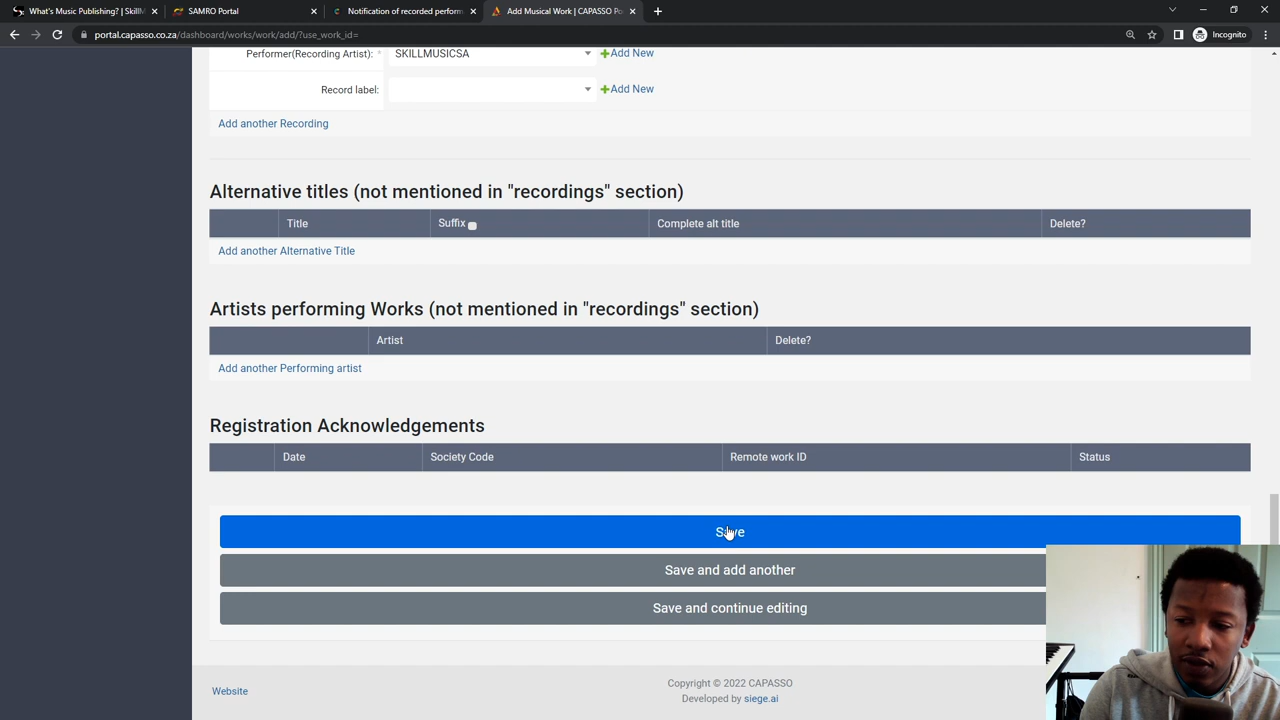 What's Music Publishing? | SkillM
SAMRO Portal
Notification of recorded perform
Add Musical Work | CAPASSO Po
portal.capasso.co.za/dashboard/works/work/add/?use_work_id=
Incognito
Performer(Recording Artist): *
SKILLMUSICSA
Add New
Record label:
Add New
Add another Recording
Alternative titles (not mentioned in "recordings" section)
Title
Suffix
Complete alt title
Delete?
Add another Alternative Title
Artists performing Works (not mentioned in "recordings" section)
Artist
Delete?
Add another Performing artist
Registration Acknowledgements
Date
Society Code
Remote work ID
Status
Save
Save and add another
Save and continue editing
Website
Copyright © 2022 CAPASSO
Developed by siege.ai